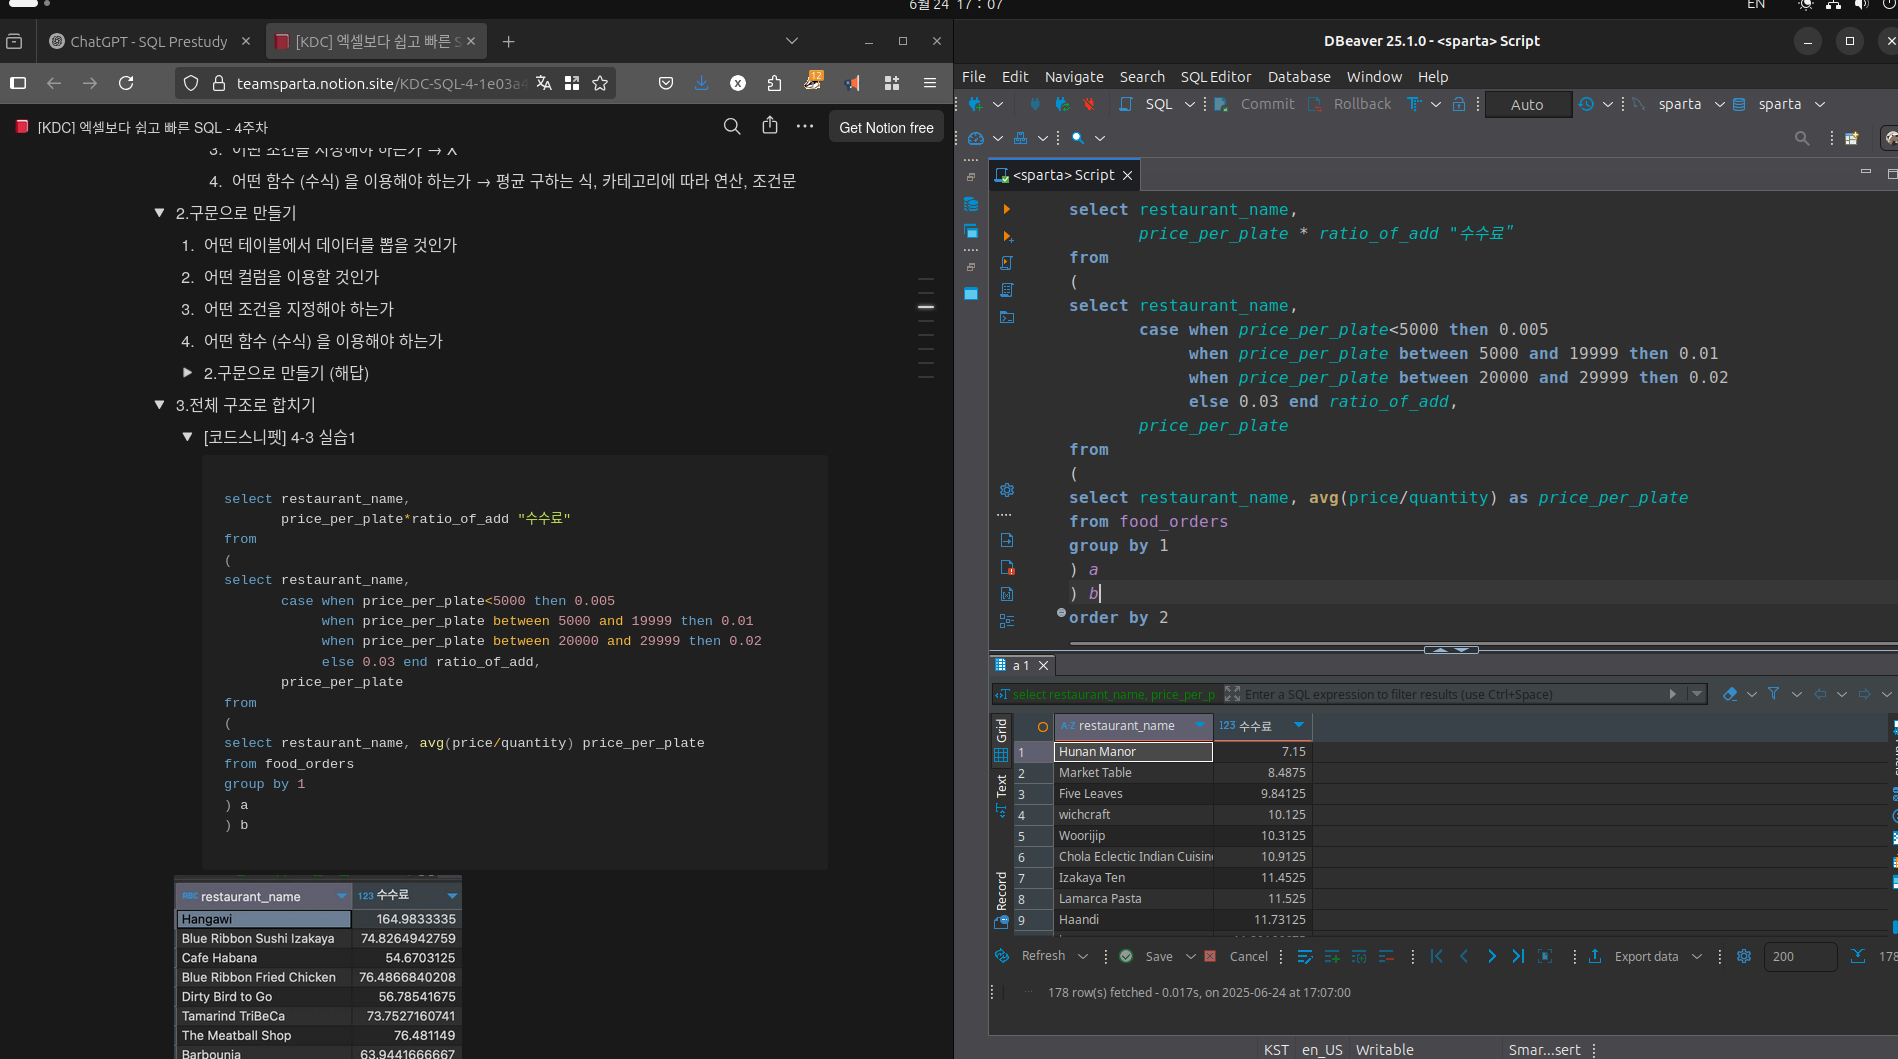 6월 24 17 : 07
EN
ChatGPT - SQL Prestudy
[KDC] 엑셀보다 쉽고 빠른 S
teamsparta.notion.site/KDC-SQL-4-1e03a4
12
[KDC] 엑셀보다 쉽고 빠른 SQL - 4주차
Get Notion free
3. 어떤 조건을 지정해야 하는가 → X
4. 어떤 함수 (수식) 을 이용해야 하는가 → 평균 구하는 식, 카테고리에 따라 연산, 조건문
2.구문으로 만들기
1. 어떤 테이블에서 데이터를 뽑을 것인가
2. 어떤 컬럼을 이용할 것인가
3. 어떤 조건을 지정해야 하는가
4. 어떤 함수 (수식) 을 이용해야 하는가
2.구문으로 만들기 (해답)
3.전체 구조로 합치기
[코드스니펫] 4-3 실습1
select restaurant_name,
price_per_plate*ratio_of_add "수수료"
from
(
select restaurant_name,
case when price_per_plate<5000 then 0.005
when price_per_plate between 5000 and 19999 then 0.01
when price_per_plate between 20000 and 29999 then 0.02
else 0.03 end ratio_of_add,
price_per_plate
from
(
select restaurant_name, avg(price/quantity) price_per_plate
from food_orders
group by 1
) a
) b
restaurant_name 123 수수료
Hangawi 164.9833335
Blue Ribbon Sushi Izakaya 74.8264942759
Cafe Habana 54.6703125
Blue Ribbon Fried Chicken 76.4866840208
Dirty Bird to Go 56.78541675
Tamarind TriBeCa 73.7527160741
The Meatball Shop 76.481149
Barbounia 63.9441666667
DBeaver 25.1.0 - <sparta> Script
File Edit Navigate Search SQL Editor Database Window Help
SQL Commit Rollback Auto sparta sparta
<sparta> Script
select restaurant_name,
price_per_plate * ratio_of_add "수수료"
from
(
select restaurant_name,
case when price_per_plate<5000 then 0.005
when price_per_plate between 5000 and 19999 then 0.01
when price_per_plate between 20000 and 29999 then 0.02
else 0.03 end ratio_of_add,
price_per_plate
from
(
select restaurant_name, avg(price/quantity) as price_per_plate
from food_orders
group by 1
) a
) b
order by 2
a 1
select restaurant_name, price_per_p Enter a SQL expression to filter results (use Ctrl+Space)
Grid
Text
Record
A-Z restaurant_name 123 수수료
1 Hunan Manor 7.15
2 Market Table 8.4875
3 Five Leaves 9.84125
4 wichcraft 10.125
5 Woorijip 10.3125
6 Chola Eclectic Indian Cuisine 10.9125
7 Izakaya Ten 11.4525
8 Lamarca Pasta 11.525
9 Haandi 11.73125
Refresh Save Cancel Export data 200 178
178 row(s) fetched - 0.017s, on 2025-06-24 at 17:07:00
KST en_US Writable Smar...sert